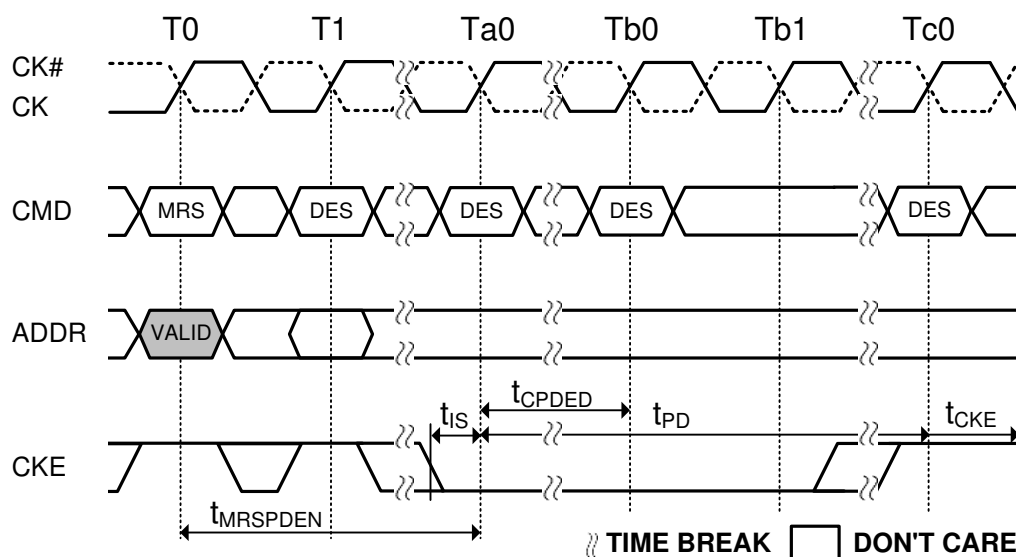 T0 T1 Ta0 Tb0 Tb1 Tc0
CK#
CK
CMD MRS DES DES DES DES
ADDR VALID
tIS tCPDED tPD tCKE
CKE
tMRSPDEN
TIME BREAK DON'T CARE